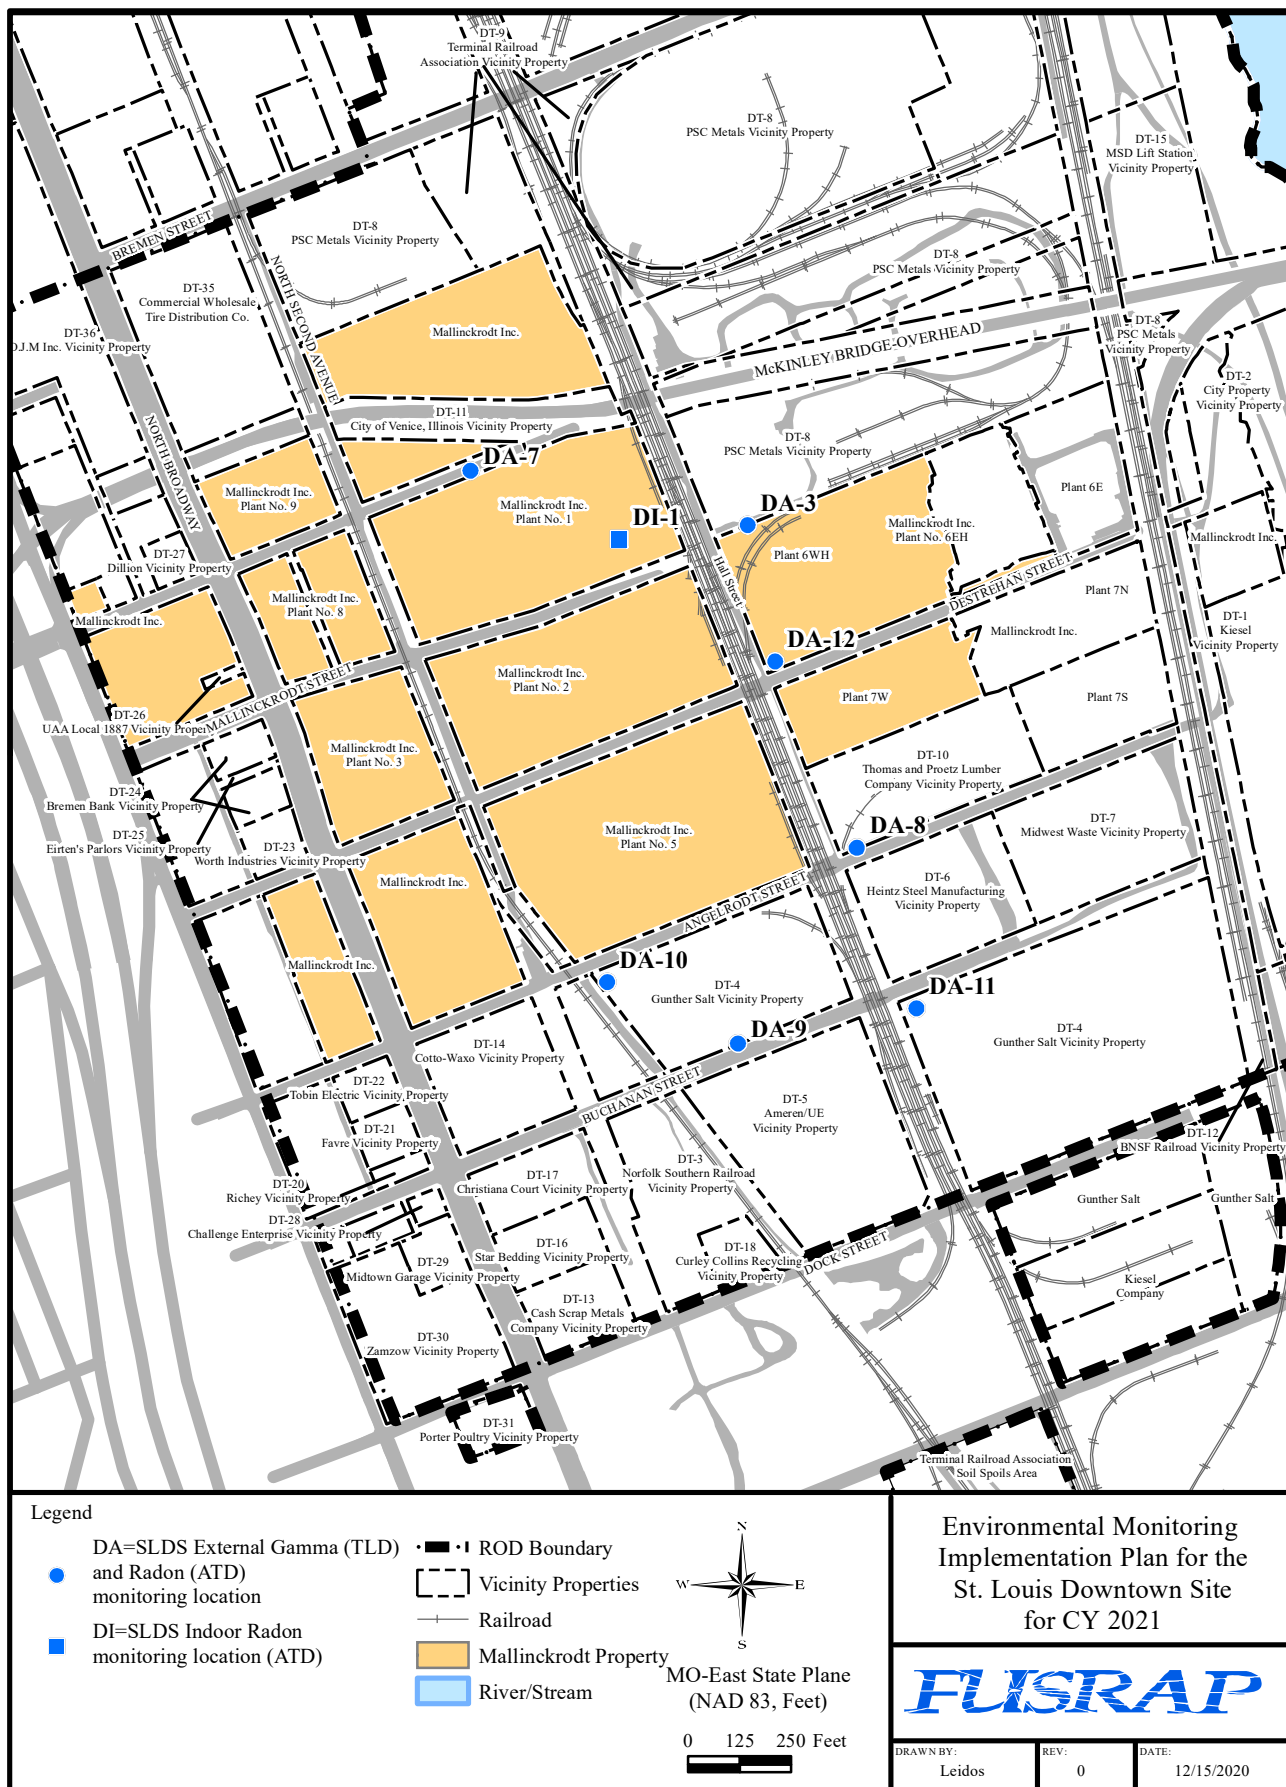 DT-9
Terminal Railroad
Association Vicinity Property
DT-8
PSC Metals Vicinity Property
DT-15
MSD Lift Station
Vicinity Property
BREMEN STREET
DT-8
PSC Metals Vicinity Property
DT-8
PSC Metals Vicinity Property
NORTH SECOND AVENUE
DT-35
Commercial Wholesale
Tire Distribution Co.
DT-36
O.J.M Inc. Vicinity Property
Mallinckrodt Inc.
McKINLEY BRIDGE-OVERHEAD
DT-8
PSC Metals
Vicinity Property
DT-2
City Property
Vicinity Property
DT-11
City of Venice, Illinois Vicinity Property
NORTH BROADWAY
DT-8
PSC Metals Vicinity Property
DA-7
Mallinckrodt Inc.
Plant No. 9
Mallinckrodt Inc.
Plant No. 1
DI-1
DA-3
Mallinckrodt Inc.
Plant No. 6EH
Plant 6E
Mallinckrodt Inc.
Plant 6WH
DT-27
Dillion Vicinity Property
Hall Street
DESTREHAN STREET
Plant 7N
Mallinckrodt Inc.
Plant No. 8
Mallinckrodt Inc.
Mallinckrodt Inc.
DT-1
Kiesel
Vicinity Property
DA-12
Mallinckrodt Inc.
Plant No. 2
MALLINCKRODT STREET
Plant 7W
Plant 7S
DT-26
UAA Local 1887 Vicinity Proper
Mallinckrodt Inc.
Plant No. 3
DT-10
Thomas and Proetz Lumber
Company Vicinity Property
DT-24
Bremen Bank Vicinity Property
DT-25
Eirten's Parlors Vicinity Property
DT-23
Worth Industries Vicinity Property
Mallinckrodt Inc.
Plant No. 5
DA-8
DT-7
Midwest Waste Vicinity Property
Mallinckrodt Inc.
DT-6
Heintz Steel Manufacturing
Vicinity Property
ANGELRODT STREET
Mallinckrodt Inc.
DA-10
DT-4
Gunther Salt Vicinity Property
DA-11
DA-9
DT-4
Gunther Salt Vicinity Property
DT-14
Cotto-Waxo Vicinity Property
DT-22
Tobin Electric Vicinity Property
BUCHANAN STREET
DT-5
Ameren/UE
Vicinity Property
DT-21
Favre Vicinity Property
DT-12
BNSF Railroad Vicinity Property
DT-3
Norfolk Southern Railroad
Vicinity Property
DT-17
Christiana Court Vicinity Property
DT-20
Richey Vicinity Property
Gunther Salt
Gunther Salt
DT-28
Challenge Enterprise Vicinity Property
DT-16
Star Bedding Vicinity Property
DT-18
Curley Collins Recycling
Vicinity Property
DOCK STREET
DT-29
Midtown Garage Vicinity Property
Kiesel
Company
DT-13
Cash Scrap Metals
Company Vicinity Property
DT-30
Zamzow Vicinity Property
DT-31
Porter Poultry Vicinity Property
Terminal Railroad Association
Soil Spoils Area
Legend
DA=SLDS External Gamma (TLD)
and Radon (ATD)
monitoring location
DI=SLDS Indoor Radon
monitoring location (ATD)
ROD Boundary
Vicinity Properties
Railroad
Mallinckrodt Property
River/Stream
N
W
E
S
MO-East State Plane
(NAD 83, Feet)
0 125 250 Feet
Environmental Monitoring
Implementation Plan for the
St. Louis Downtown Site
for CY 2021
FUSRAP
DRAWN BY:
Leidos
REV:
0
DATE:
12/15/2020